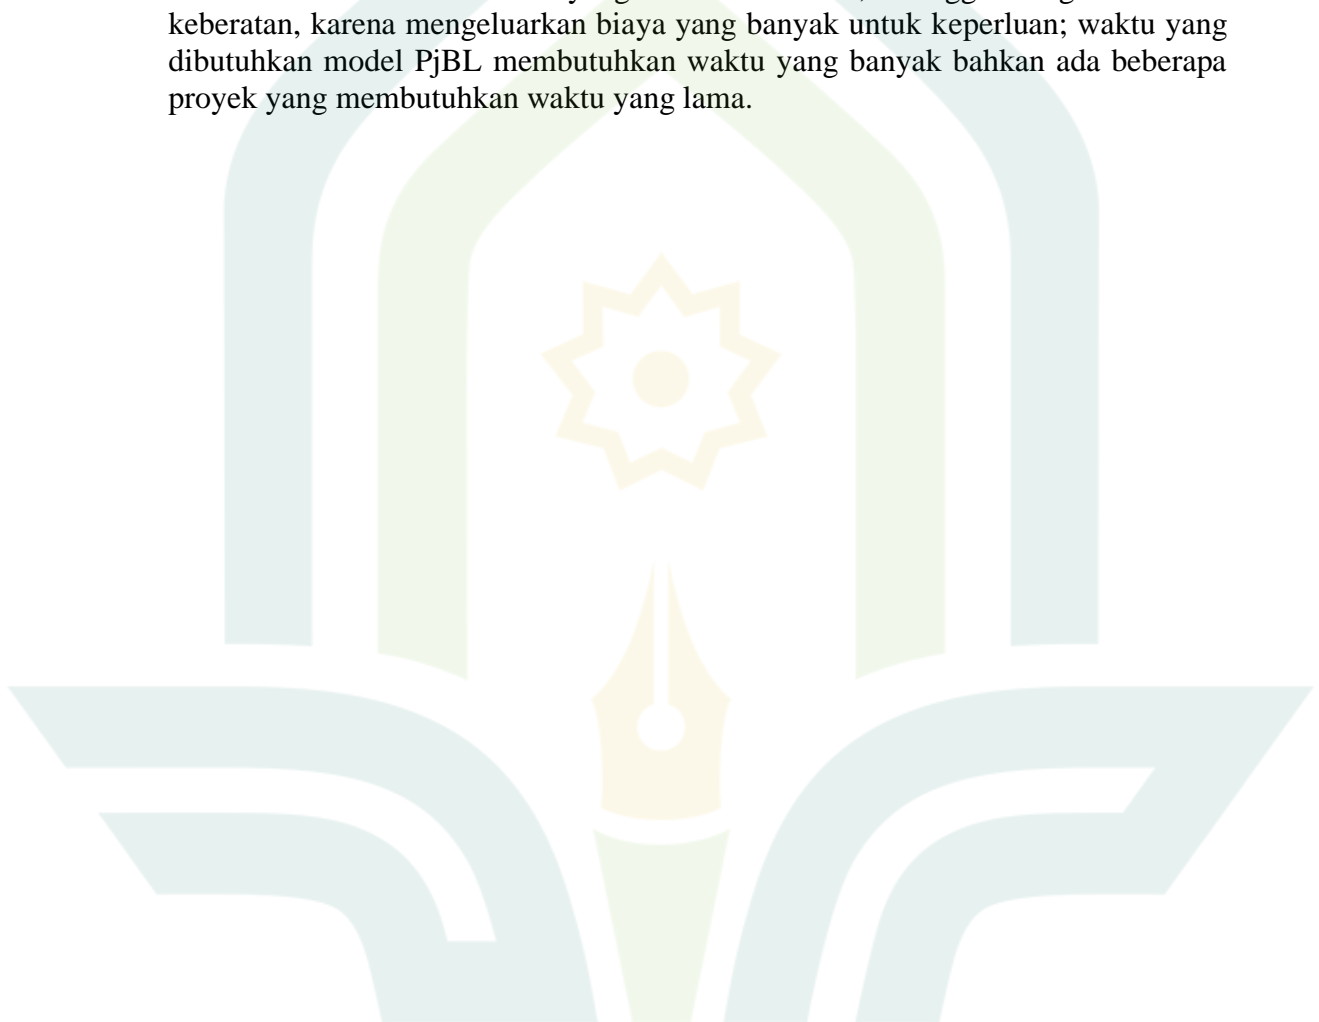 keberatan, karena mengeluarkan biaya yang banyak untuk keperluan; waktu yang
dibutuhkan model PjBL membutuhkan waktu yang banyak bahkan ada beberapa
proyek yang membutuhkan waktu yang lama.